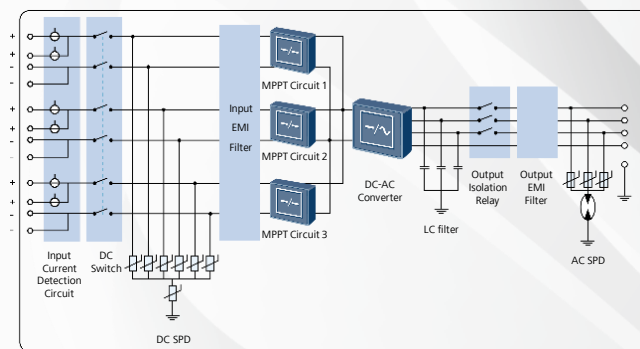 +
+
-
-
+
+
-
-
+
+
-
-
Input
Current
Detection
Circuit
DC
Switch
DC SPD
Input
EMI
Filter
MPPT Circuit 1
MPPT Circuit 2
MPPT Circuit 3
DC-AC
Converter
LC filter
Output
Isolation
Relay
Output
EMI
Filter
AC SPD